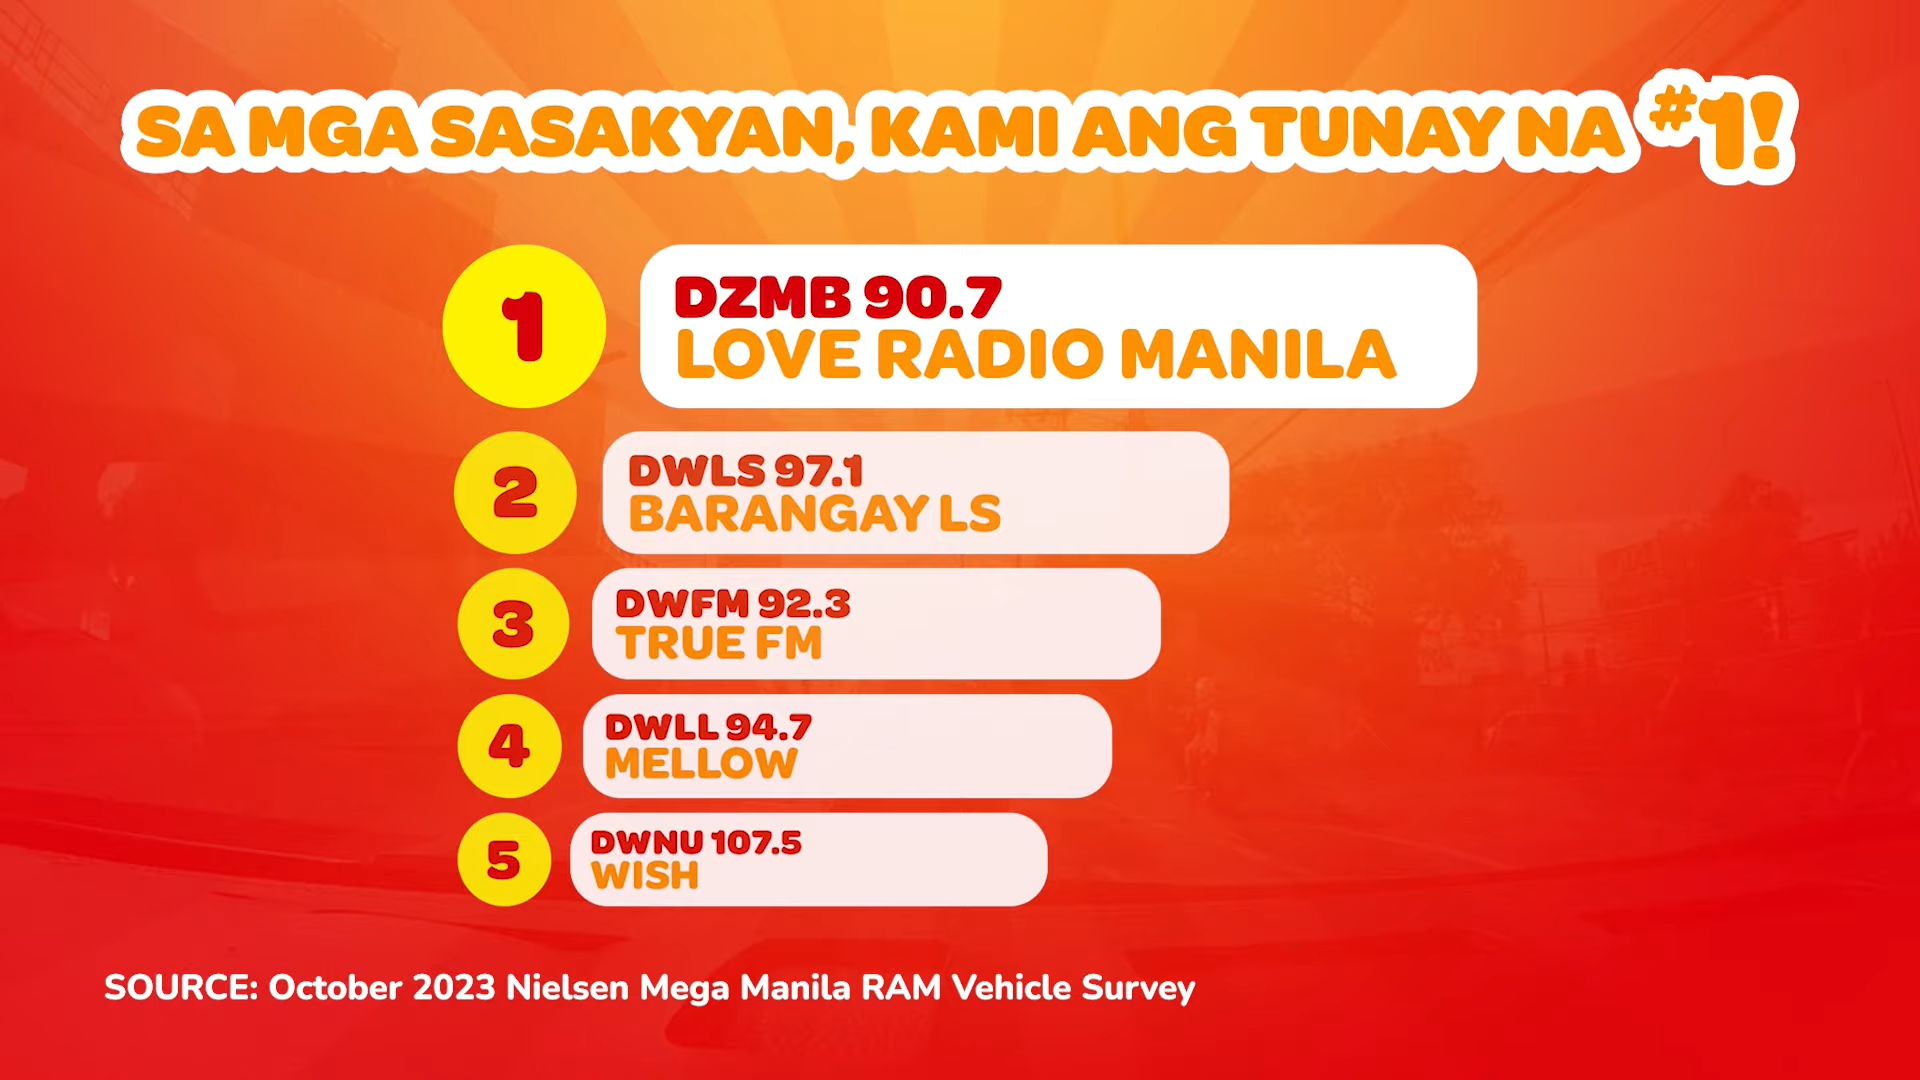 SA MGA SASAKYAN, KAMI ANG TUNAY NA #1!
1
DZMB 90.7
LOVE RADIO MANILA
2
DWLS 97.1
BARANGAY LS
3
DWFM 92.3
TRUE FM
4
DWLL 94.7
MELLOW
5
DWNU 107.5
WISH
SOURCE: October 2023 Nielsen Mega Manila RAM Vehicle Survey